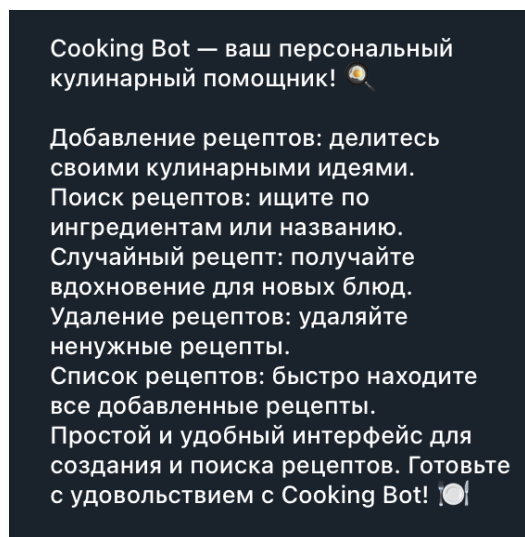 Cooking Bot — ваш персональный
кулинарный помощник! 🍳
Добавление рецептов: делитесь
своими кулинарными идеями.
Поиск рецептов: ищите по
ингредиентам или названию.
Случайный рецепт: получайте
вдохновение для новых блюд.
Удаление рецептов: удаляйте
ненужные рецепты.
Список рецептов: быстро находите
все добавленные рецепты.
Простой и удобный интерфейс для
создания и поиска рецептов. Готовьте
с удовольствием с Cooking Bot! 🍽️